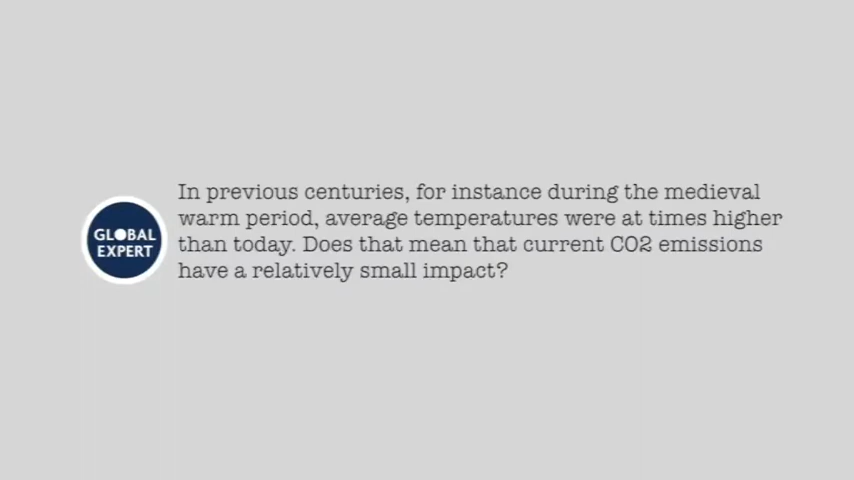 GLOBAL
EXPERT
In previous centuries, for instance during the medieval
warm period, average temperatures were at times higher
than today. Does that mean that current CO2 emissions
have a relatively small impact?